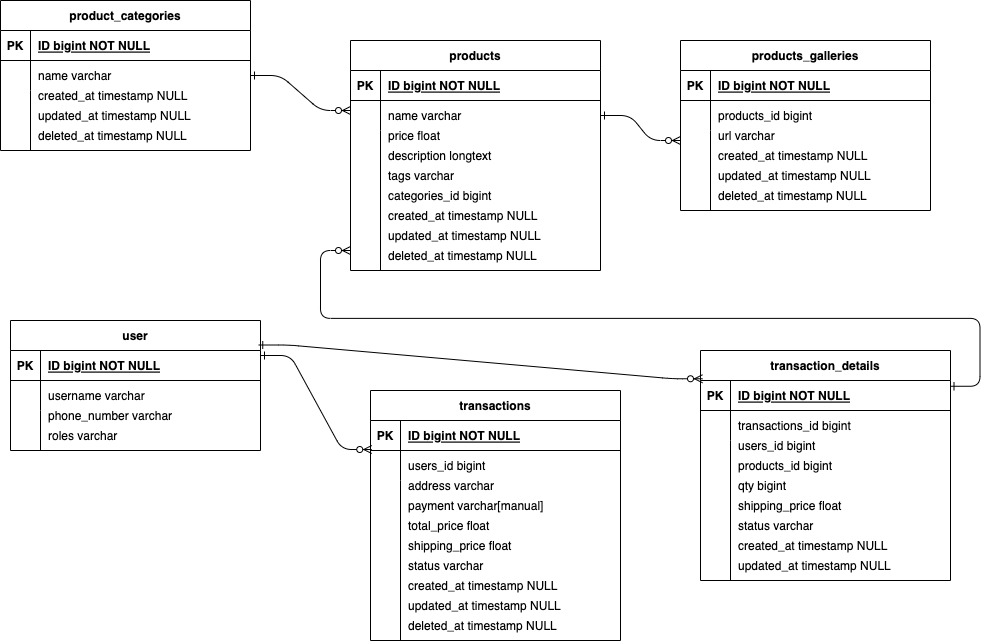 product_categories
PK ID bigint NOT NULL
name varchar
created_at timestamp NULL
updated_at timestamp NULL
deleted_at timestamp NULL
products
PK ID bigint NOT NULL
name varchar
price float
description longtext
tags varchar
categories_id bigint
created_at timestamp NULL
updated_at timestamp NULL
deleted_at timestamp NULL
products_galleries
PK ID bigint NOT NULL
products_id bigint
url varchar
created_at timestamp NULL
updated_at timestamp NULL
deleted_at timestamp NULL
user
PK ID bigint NOT NULL
username varchar
phone_number varchar
roles varchar
transactions
PK ID bigint NOT NULL
users_id bigint
address varchar
payment varchar[manual]
total_price float
shipping_price float
status varchar
created_at timestamp NULL
updated_at timestamp NULL
deleted_at timestamp NULL
transaction_details
PK ID bigint NOT NULL
transactions_id bigint
users_id bigint
products_id bigint
qty bigint
shipping_price float
status varchar
created_at timestamp NULL
updated_at timestamp NULL